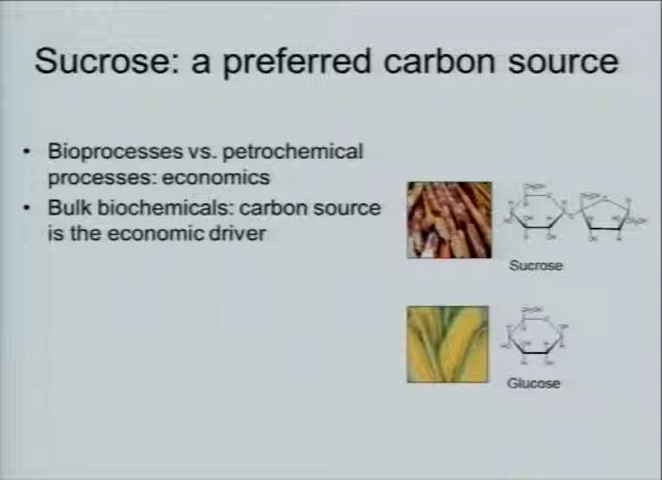 Sucrose: a preferred carbon source
• Bioprocesses vs. petrochemical
processes: economics
• Bulk biochemicals: carbon source
is the economic driver
Sucrose
Glucose